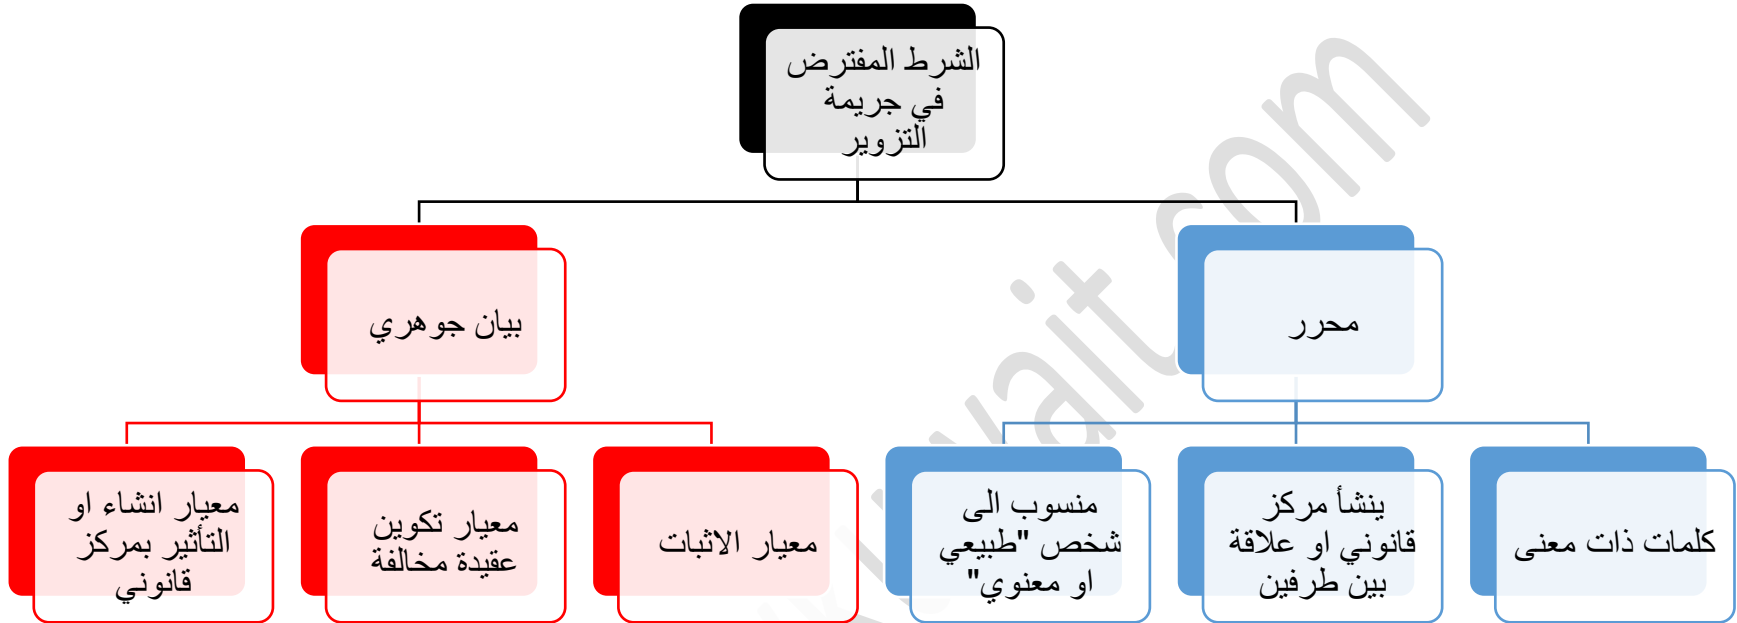 الشرط المفترض
في جريمة
التزوير
محرر
بيان جوهري
كلمات ذات معنى
ينشأ مركز
قانوني او علاقة
بين طرفين
منسوب الى
شخص "طبيعي
او معنوي"
معيار الاثبات
معيار تكوين
عقيدة مخالفة
معيار انشاء او
التأثير بمركز
قانوني